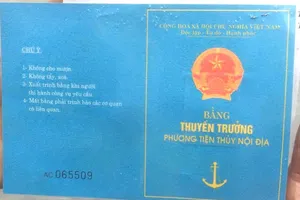 CHÚ Ý
1- Không cho mượn.
2- Không tẩy, xoá.
3- Xuất trình bằng khi người
thi hành công vụ yêu cầu.
4- Mất bằng phải trình báo các cơ quan
có liên quan.
AC 065509
CỘNG HOÀ XÃ HỘI CHỦ NGHĨA VIỆT NAM
Độc lập - Tự do - Hạnh phúc
BẰNG
THUYỀN TRƯỞNG
PHƯƠNG TIỆN THỦY NỘI ĐỊA